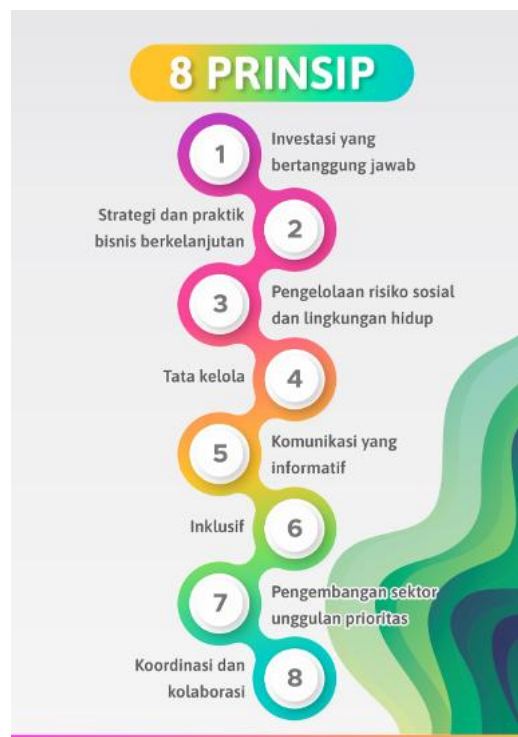 8 PRINSIP
1
Investasi yang
bertanggung jawab
Strategi dan praktik
bisnis berkelanjutan
2
3
Pengelolaan risiko sosial
dan lingkungan hidup
Tata kelola
4
5
Komunikasi yang
informatif
Inklusif
6
7
Pengembangan sektor
unggulan prioritas
Koordinasi dan
kolaborasi
8